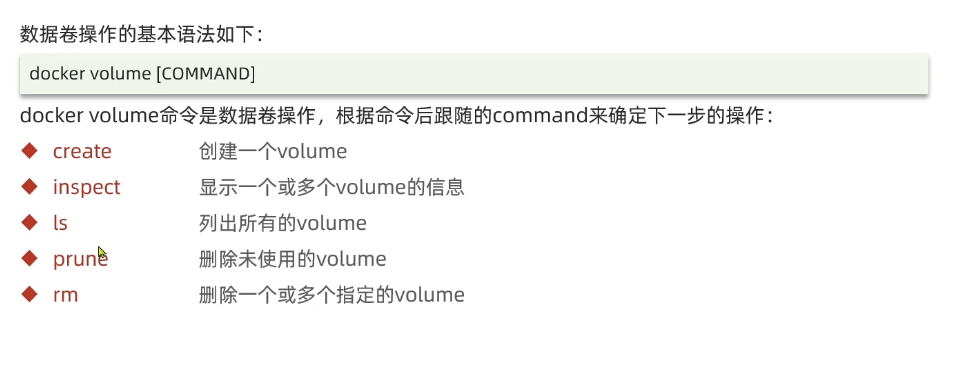 数据卷操作的基本语法如下：
docker volume [COMMAND]
docker volume命令是数据卷操作，根据命令后跟随的command来确定下一步的操作：
create 创建一个volume
inspect 显示一个或多个volume的信息
ls 列出所有的volume
prune 删除未使用的volume
rm 删除一个或多个指定的volume